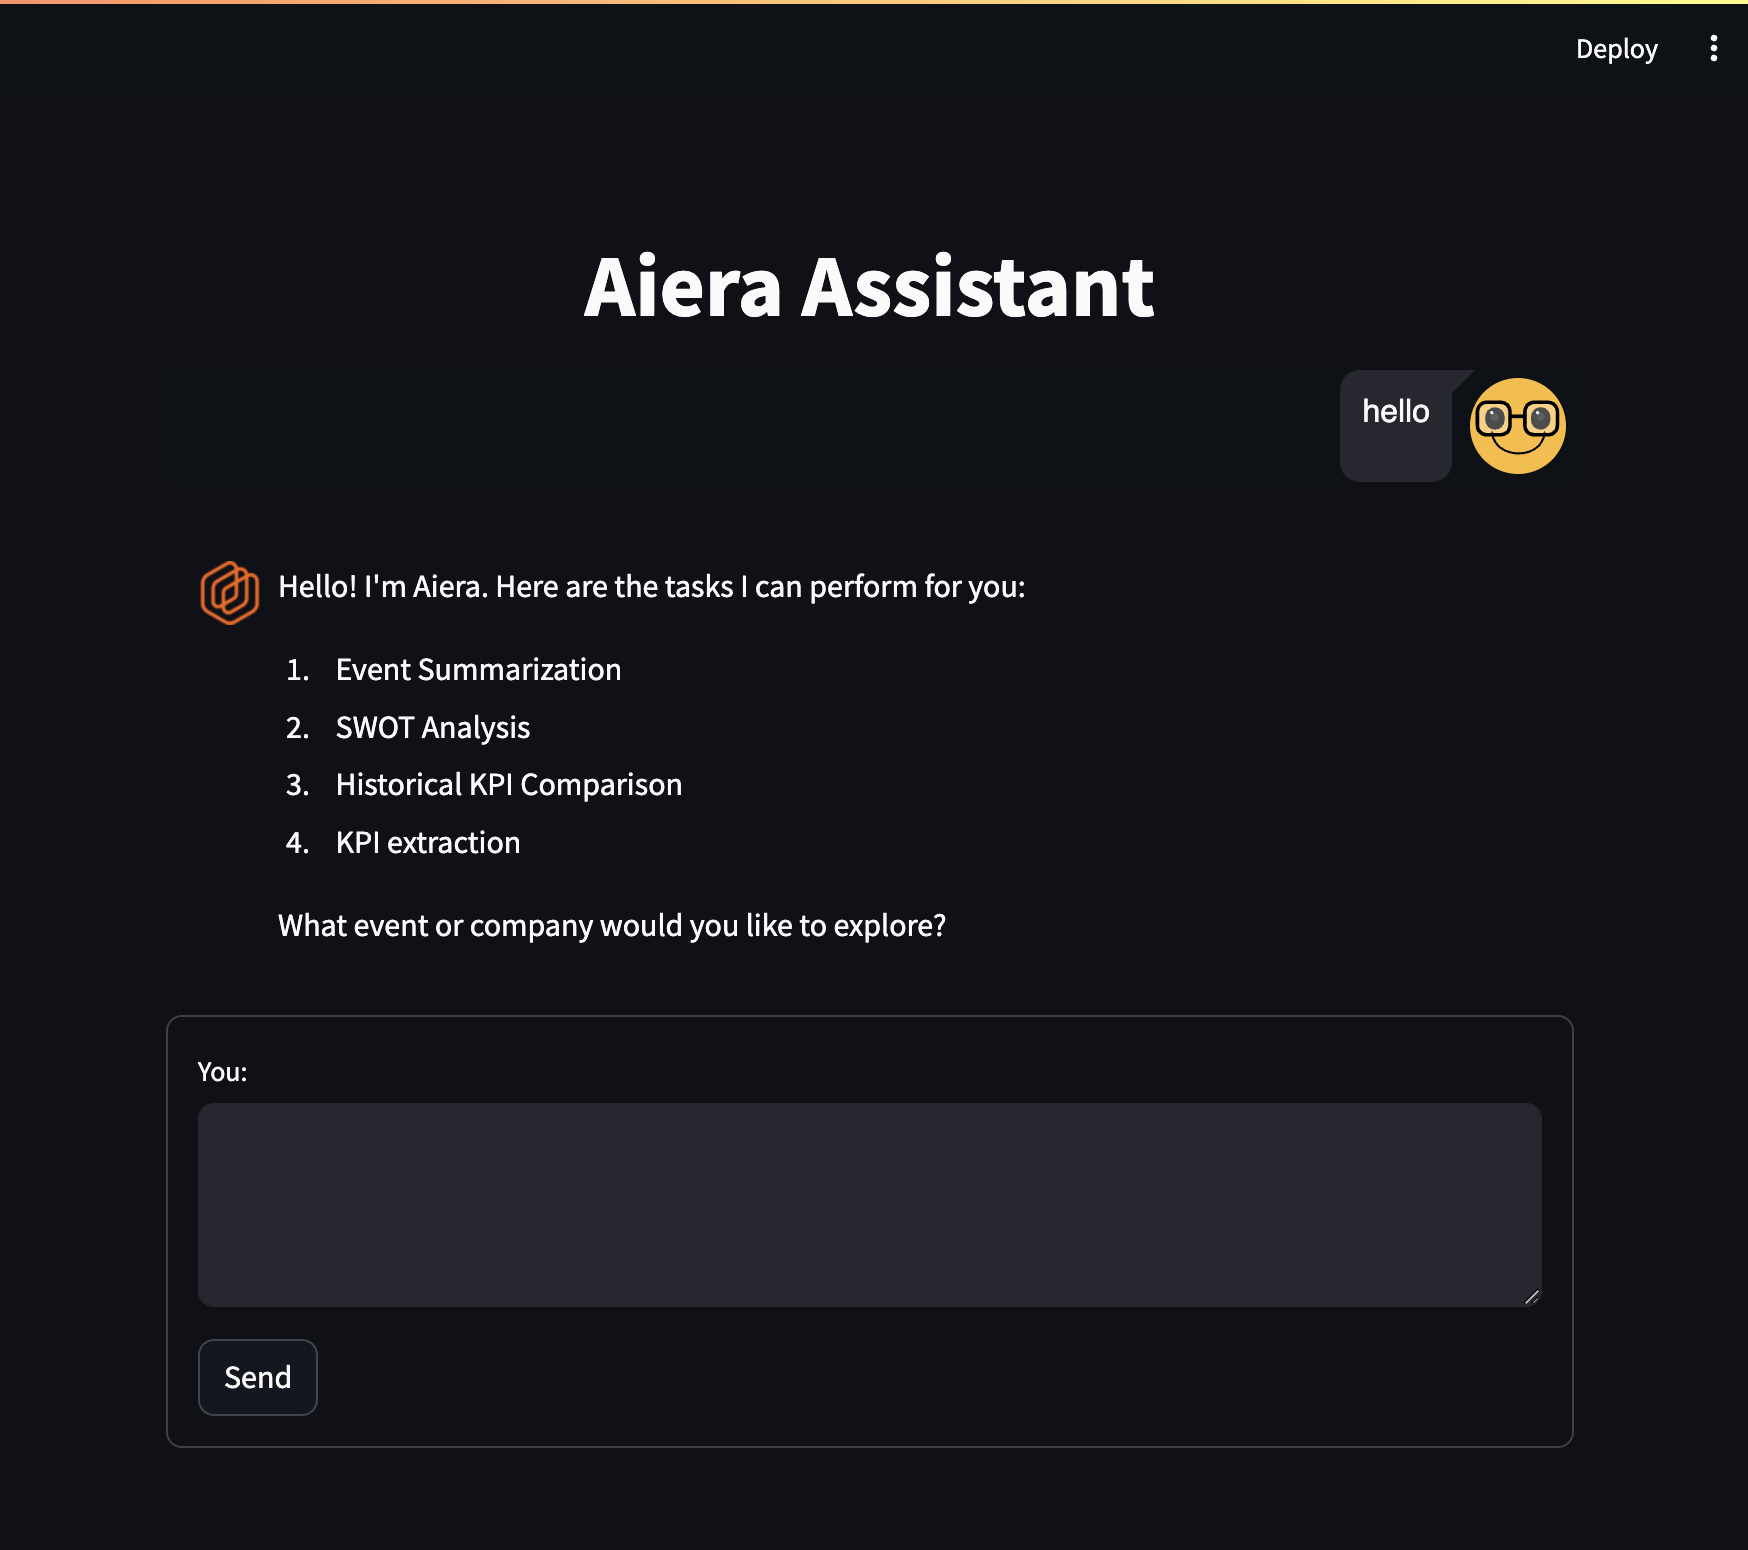 Deploy
Aiera Assistant
hello
Hello! I'm Aiera. Here are the tasks I can perform for you:
1. Event Summarization
2. SWOT Analysis
3. Historical KPI Comparison
4. KPI extraction
What event or company would you like to explore?
You:
Send